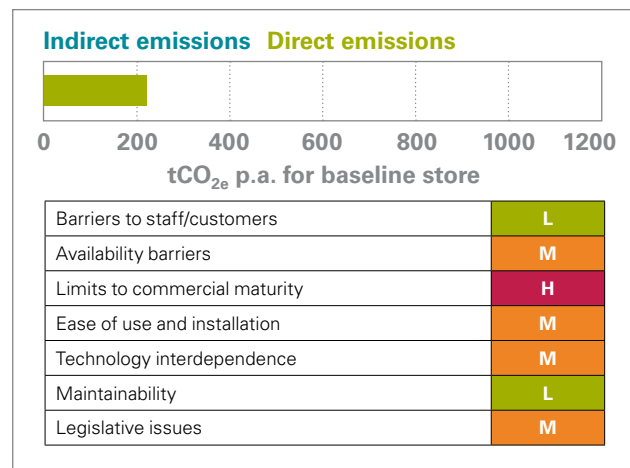 Indirect emissions Direct emissions
0 200 400 600 800 1000 1200
tCO2e p.a. for baseline store
Barriers to staff/customers L
Availability barriers M
Limits to commercial maturity H
Ease of use and installation M
Technology interdependence M
Maintainability L
Legislative issues M